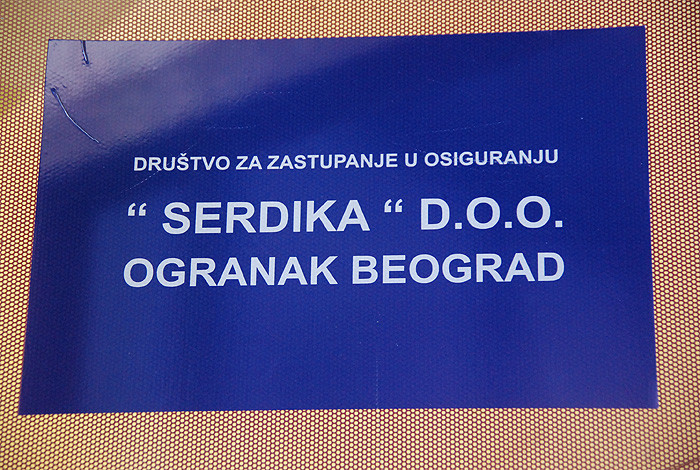 DRUŠTVO ZA ZASTUPANJE U OSIGURANJU
“ SERDIKA “ D.O.O.
OGRANAK BEOGRAD